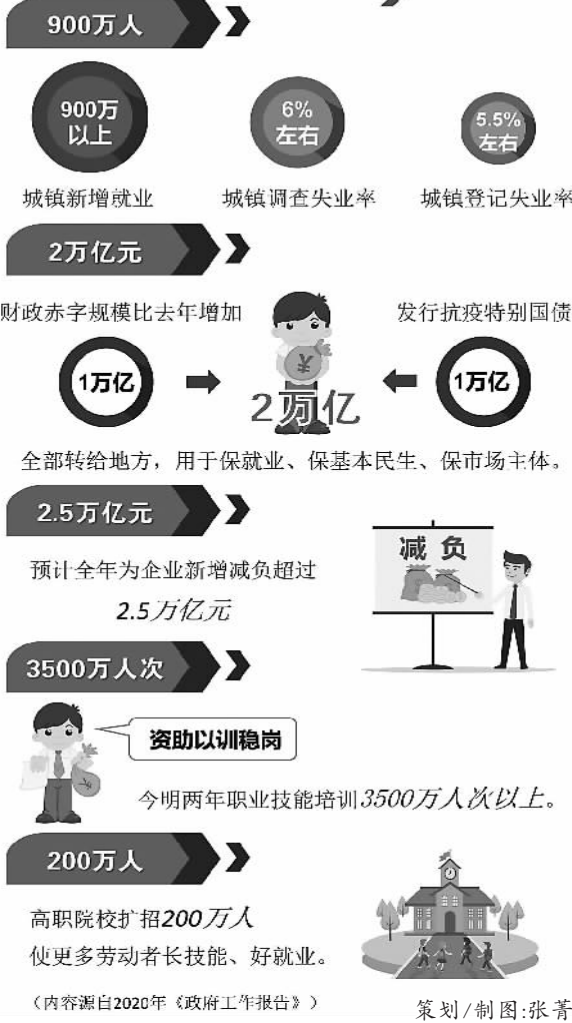 900万人
900万
以上
6%
左右
5.5%
左右
城镇新增就业
城镇调查失业率
城镇登记失业率
2万亿元
财政赤字规模比去年增加
发行抗疫特别国债
1万亿
¥
1万亿
2万亿
全部转给地方，用于保就业、保基本民生、保市场主体。
2.5万亿元
减 负
预计全年为企业新增减负超过
2.5万亿元
3500万人次
资助以训稳岗
今明两年职业技能培训3500万人次以上。
200万人
高职院校扩招200万人
使更多劳动者长技能、好就业。
（内容源自2020年《政府工作报告》）
策划/制图:张菁